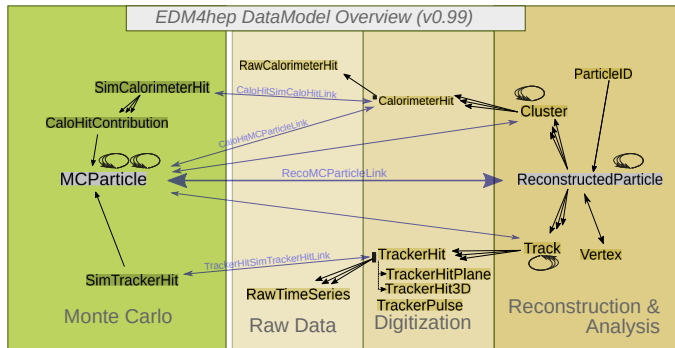 EDM4hep DataModel Overview (v0.99)
RawCalorimeterHit
ParticleID
SimCalorimeterHit
CaloHitSimCaloHitLink
CalorimeterHit
Cluster
CaloHitContribution
CaloHitMCParticleLink
MCParticle
RecoMCParticleLink
ReconstructedParticle
TrackerHitSimTrackerHitLink
TrackerHit
Track
Vertex
SimTrackerHit
TrackerHitPlane
RawTimeSeries
TrackerHit3D
TrackerPulse
Monte Carlo
Raw Data
Digitization
Reconstruction &
Analysis